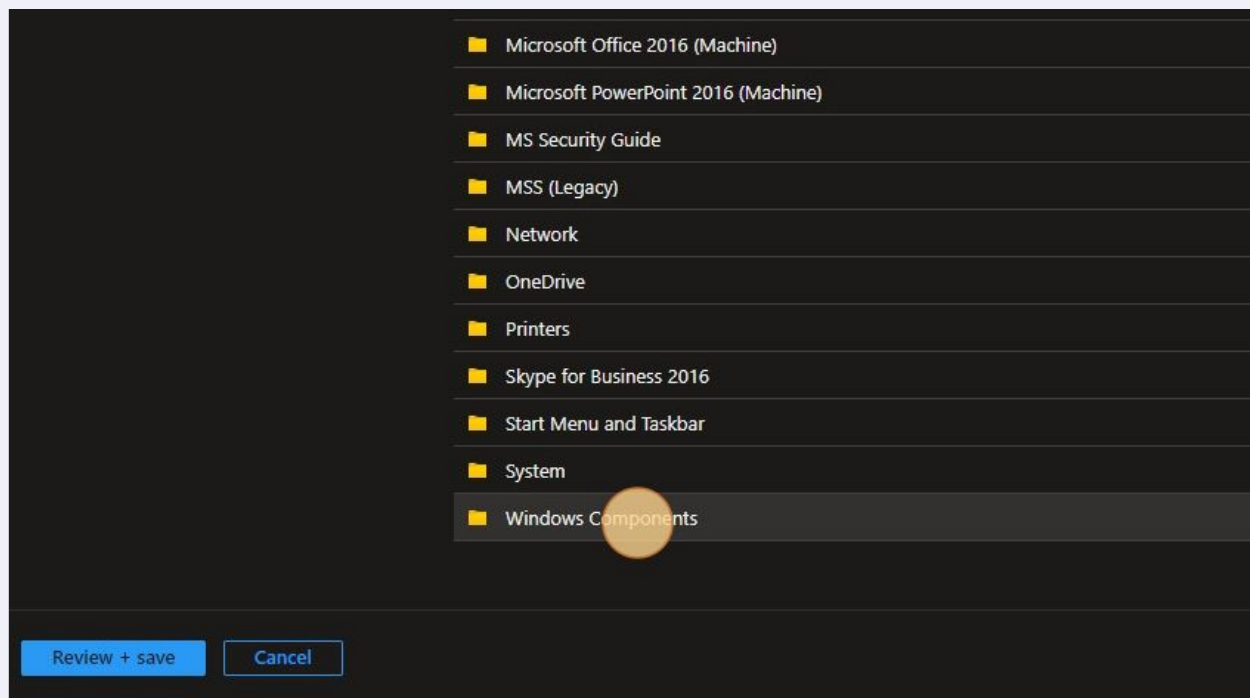 Microsoft Office 2016 (Machine)
Microsoft PowerPoint 2016 (Machine)
MS Security Guide
MSS (Legacy)
Network
OneDrive
Printers
Skype for Business 2016
Start Menu and Taskbar
System
Windows Components
Review + save
Cancel